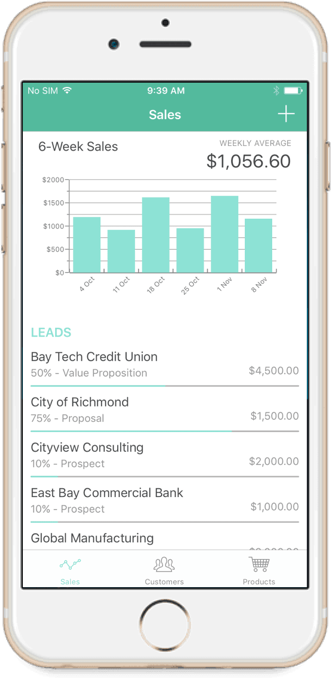 No SIM 9:39 AM
Sales
6-Week Sales
WEEKLY AVERAGE
$1,056.60
$2000
$1500
$1000
$500
$0
4 Oct 11 Oct 18 Oct 25 Oct 1 Nov 8 Nov
LEADS
Bay Tech Credit Union
50% - Value Proposition $4,500.00
City of Richmond
75% - Proposal $1,500.00
Cityview Consulting
10% - Prospect $2,000.00
East Bay Commercial Bank
10% - Prospect $1,000.00
Global Manufacturing
Sales Customers Products